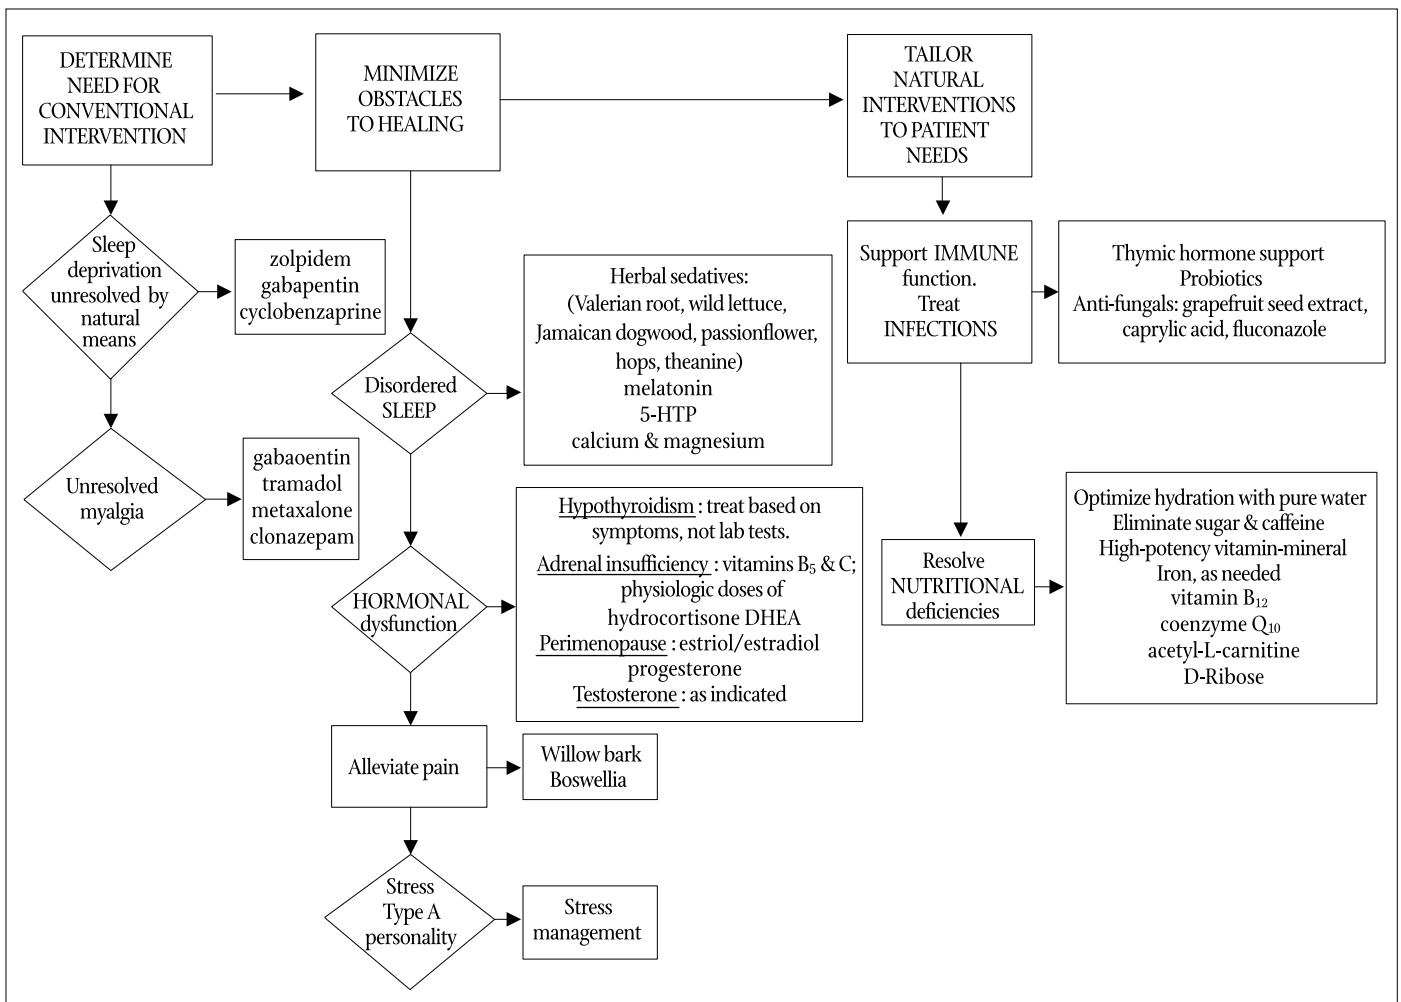 DETERMINE
NEED FOR
CONVENTIONAL
INTERVENTION
Sleep
deprivation
unresolved by
natural
means
zolpidem
gabapentin
cyclobenzaprine
Unresolved
myalgia
gabaoentin
tramadol
metaxalone
clonazepam
MINIMIZE
OBSTACLES
TO HEALING
Disordered
SLEEP
Herbal sedatives:
(Valerian root, wild lettuce,
Jamaican dogwood, passionflower,
hops, theanine)
melatonin
5-HTP
calcium & magnesium
HORMONAL
dysfunction
Hypothyroidism : treat based on
symptoms, not lab tests.
Adrenal insufficiency : vitamins B₅ & C;
physiologic doses of
hydrocortisone DHEA
Perimenopause : estriol/estradiol
progesterone
Testosterone : as indicated
Alleviate pain
Willow bark
Boswellia
Stress
Type A
personality
Stress
management
TAILOR
NATURAL
INTERVENTIONS
TO PATIENT
NEEDS
Support IMMUNE
function.
Treat
INFECTIONS
Thymic hormone support
Probiotics
Anti-fungals: grapefruit seed extract,
caprylic acid, fluconazole
Resolve
NUTRITIONAL
deficiencies
Optimize hydration with pure water
Eliminate sugar & caffeine
High-potency vitamin-mineral
Iron, as needed
vitamin B₁₂
coenzyme Q₁₀
acetyl-L-carnitine
D-Ribose